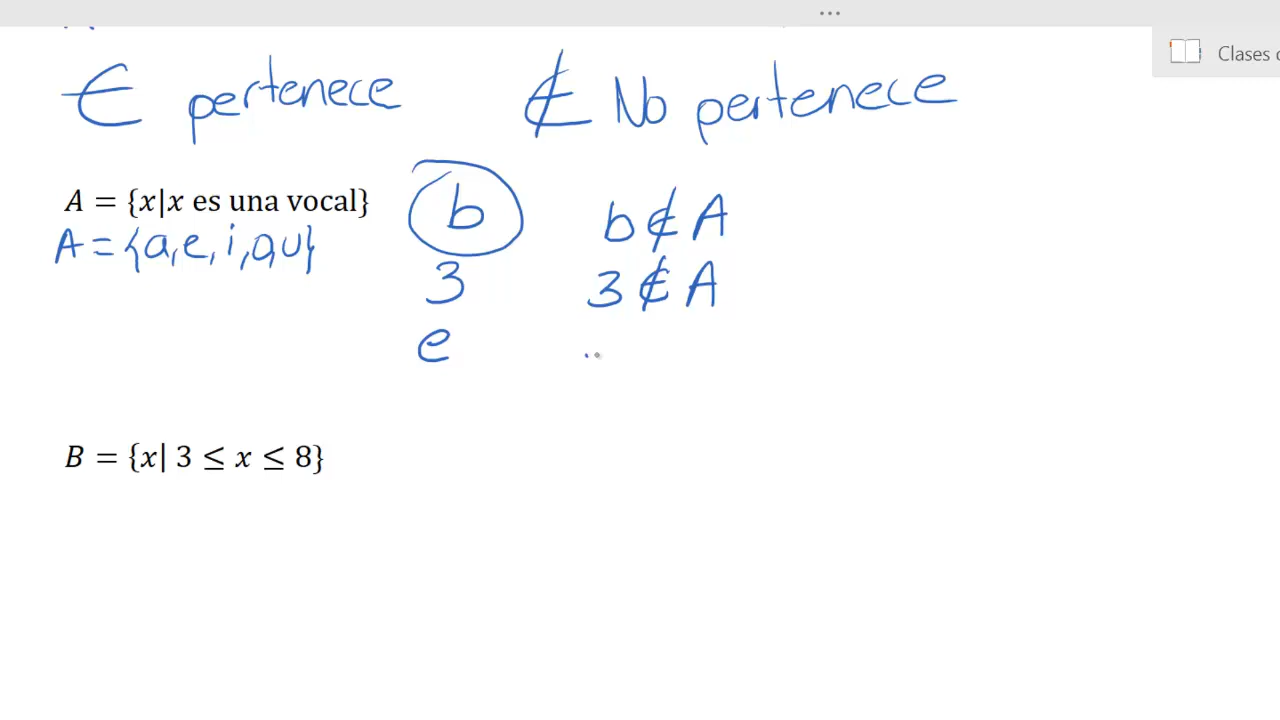 ...
Clases
∈ pertenece ∉ No pertenece
A = {x|x es una vocal} b b ∉ A
A = {a, e, i, o, u}
3 3 ∉ A
e
B = {x| 3 ≤ x ≤ 8}